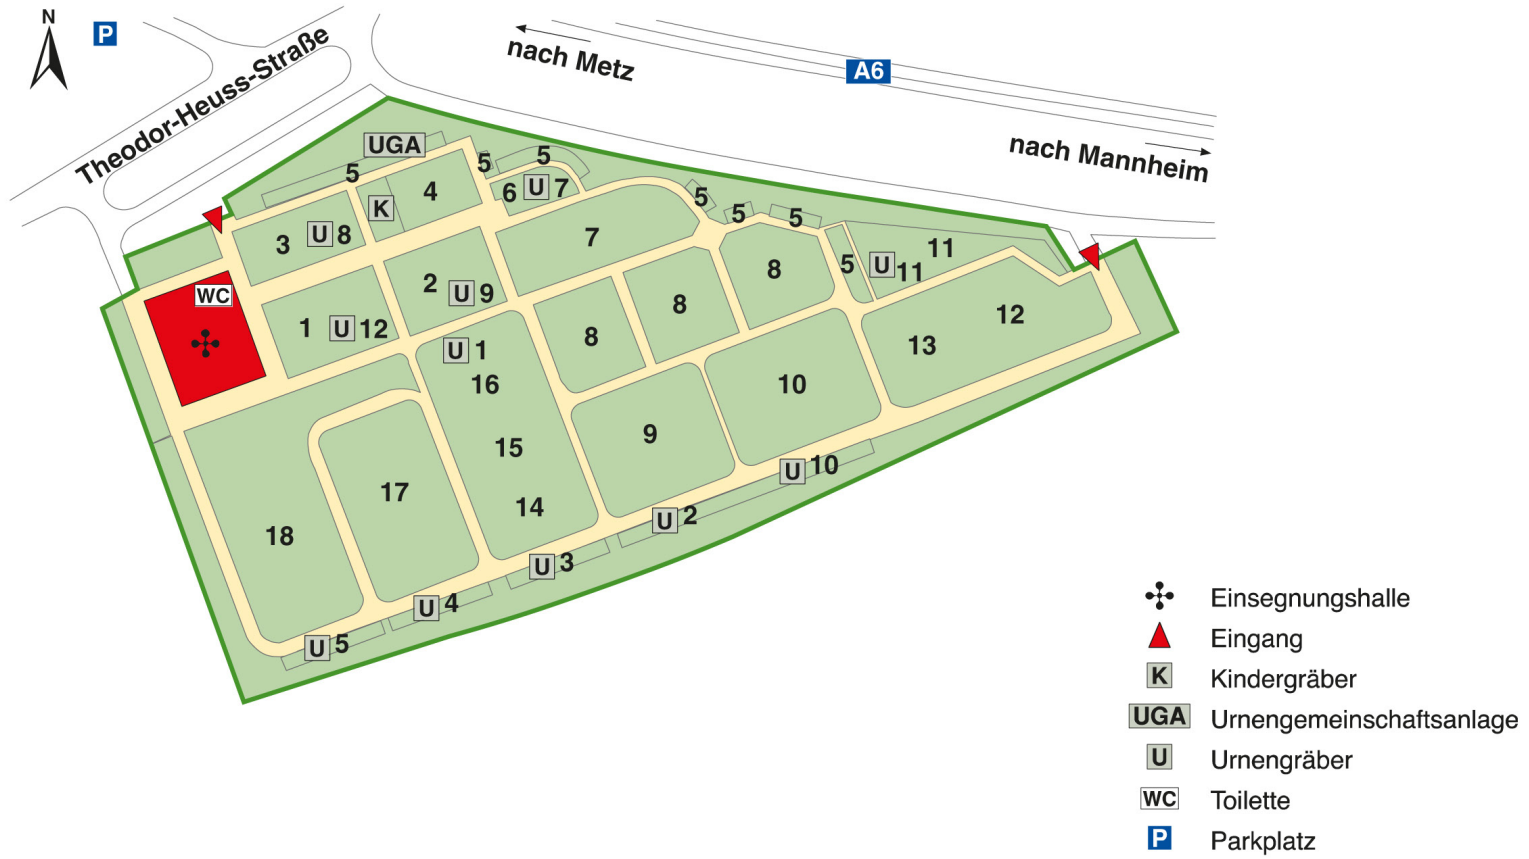 N
P
Theodor-Heuss-Straße
nach Metz
A6
nach Mannheim
UGA
5
5
5
4
6
U 7
K
3
U 8
5
5
5
7
2
U 9
8
5
U 11
11
WC
1
U 12
8
8
12
13
U 1
16
15
14
10
9
17
18
U 10
U 2
U 3
U 4
U 5
Einsegnungshalle
Eingang
K Kindergräber
UGA Urnengemeinschaftsanlage
U Urnengräber
WC Toilette
P Parkplatz